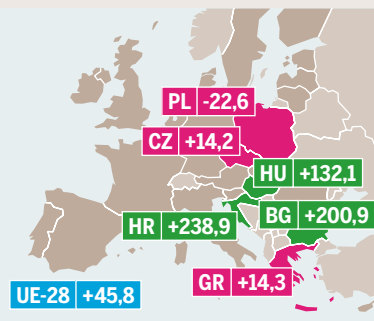 PL -22,6
CZ +14,2
HU +132,1
HR +238,9
BG +200,9
GR +14,3
UE-28 +45,8